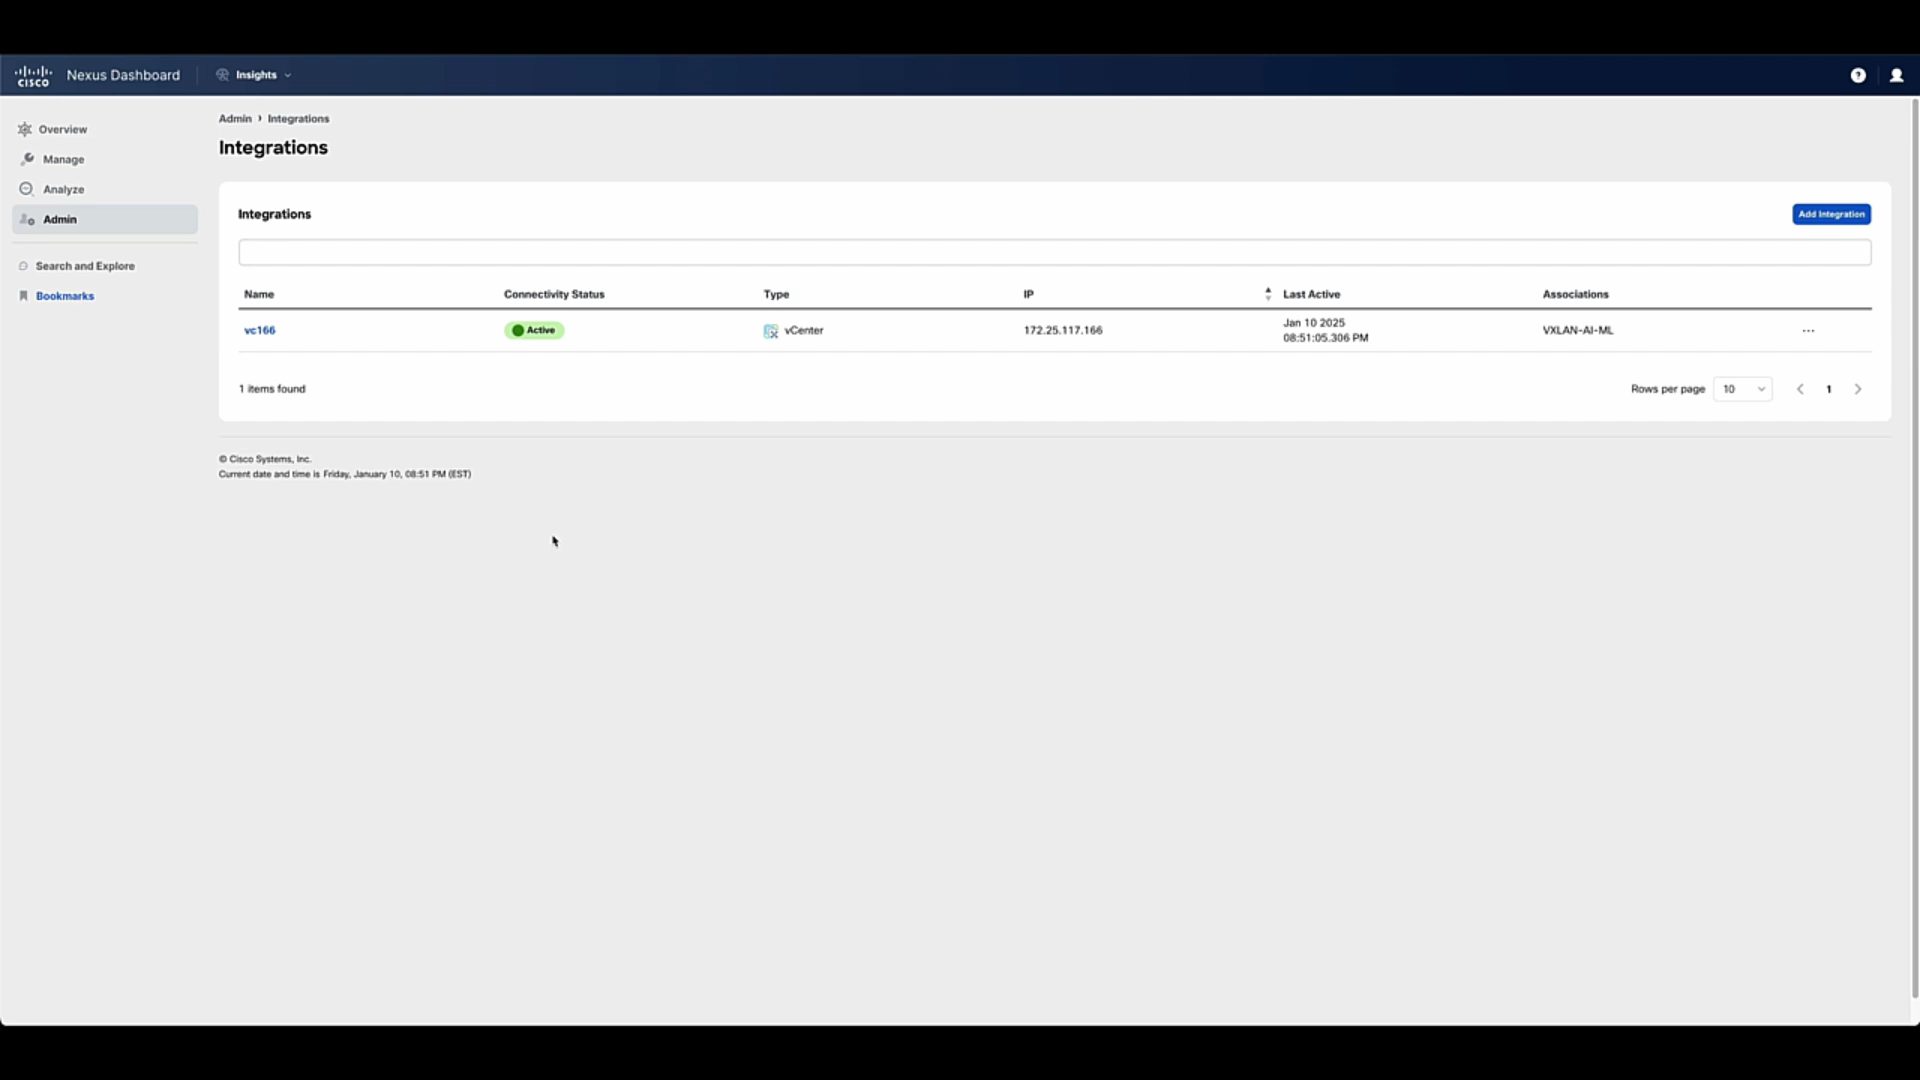 cisco Nexus Dashboard Insights
Overview
Manage
Analyze
Admin
Search and Explore
Bookmarks
Admin › Integrations
Integrations
Integrations Add Integration
Name Connectivity Status Type IP Last Active Associations
vc166 Active vCenter 172.25.117.166 Jan 10 2025 VXLAN-AI-ML ...
08:51:05.306 PM
1 items found Rows per page 10 1
© Cisco Systems, Inc.
Current date and time is Friday, January 10, 08:51 PM (EST)